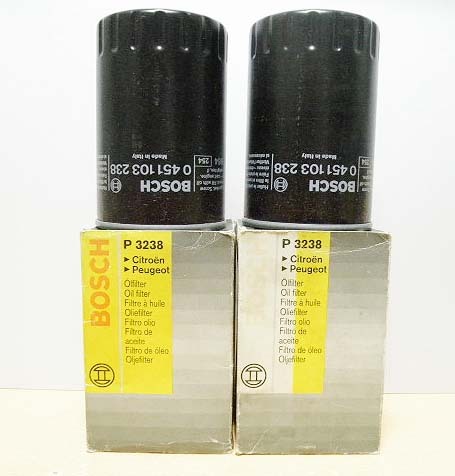 BOSCH
0 451 103 238
Made in Italy
254
BOSCH
0 451 103 238
Made in Italy
254
BOSCH
P 3238
▸ Citroën
▸ Peugeot
Ölfilter
Oil filter
Filtre à huile
Oliefilter
Filtro olio
Filtro de
aceite
Filtro de óleo
Oljefilter
P 3238
▸ Citroën
▸ Peugeot
Ölfilter
Oil filter
Filtre à huile
Oliefilter
Filtro olio
Filtro de
aceite
Filtro de óleo
Oljefilter